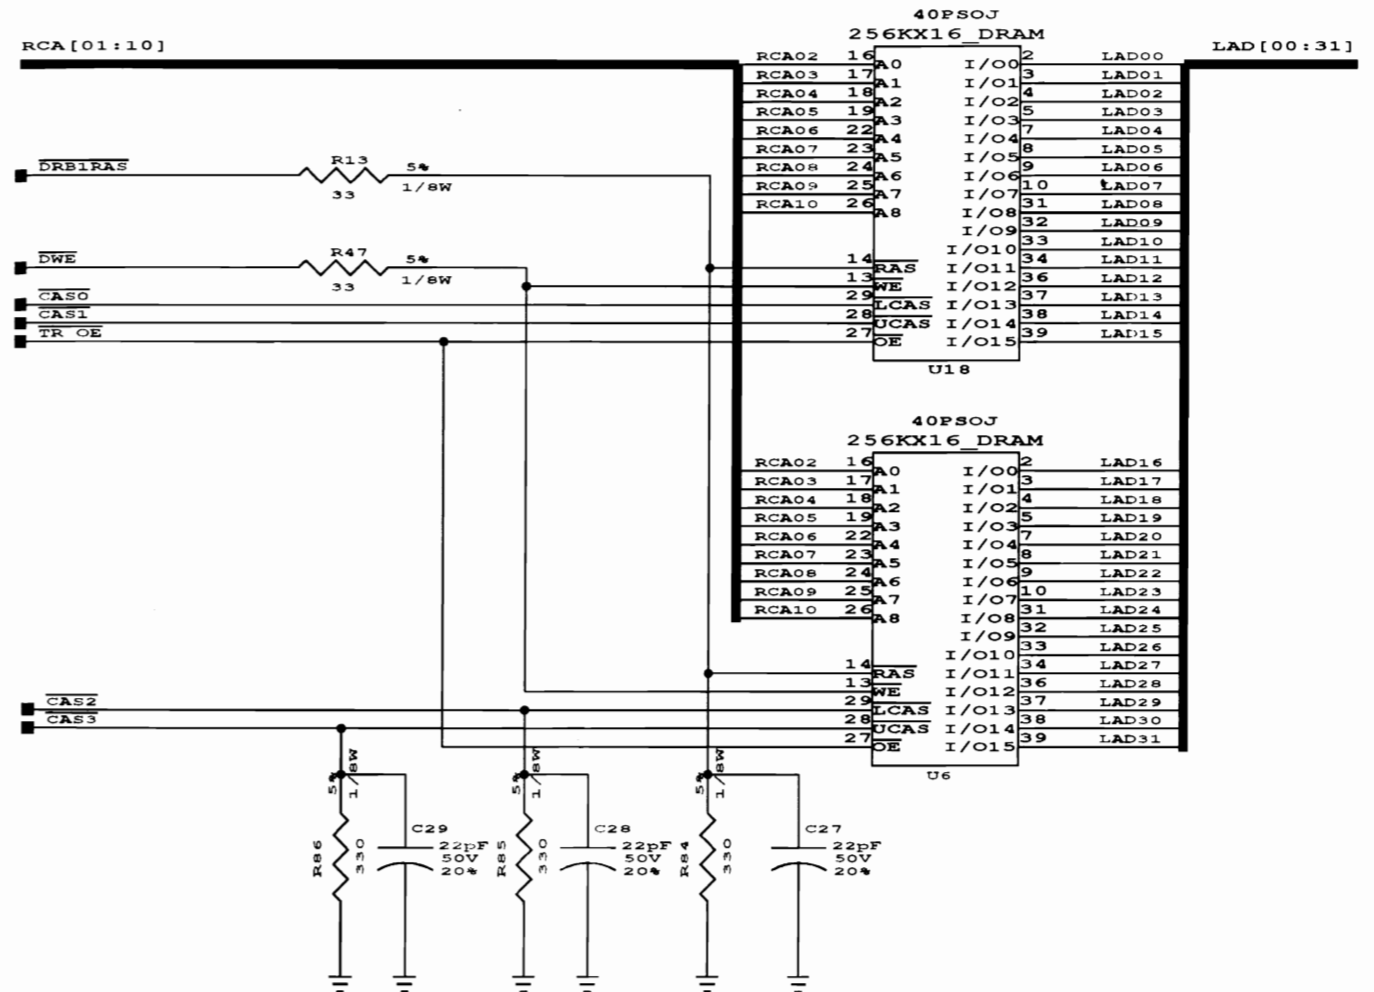 40PSOJ
256KX16_DRAM
RCA[01:10]
LAD[00:31]
RCA02 16 A0 I/O0 2 LAD00
RCA03 17 A1 I/O1 3 LAD01
RCA04 18 A2 I/O2 4 LAD02
RCA05 19 A3 I/O3 5 LAD03
RCA06 22 A4 I/O4 7 LAD04
RCA07 23 A5 I/O5 8 LAD05
RCA08 24 A6 I/O6 9 LAD06
RCA09 25 A7 I/O7 10 LAD07
RCA10 26 A8 I/O8 31 LAD08
I/O9 32 LAD09
I/O10 33 LAD10
14 RAS I/O11 34 LAD11
13 WE I/O12 36 LAD12
29 LCAS I/O13 37 LAD13
28 UCAS I/O14 38 LAD14
27 OE I/O15 39 LAD15
U18
DRB1RAS
R13 5%
33 1/8W
DWE
R47 5%
33 1/8W
CAS0
CAS1
TR OE
40PSOJ
256KX16_DRAM
RCA02 16 A0 I/O0 2 LAD16
RCA03 17 A1 I/O1 3 LAD17
RCA04 18 A2 I/O2 4 LAD18
RCA05 19 A3 I/O3 5 LAD19
RCA06 22 A4 I/O4 7 LAD20
RCA07 23 A5 I/O5 8 LAD21
RCA08 24 A6 I/O6 9 LAD22
RCA09 25 A7 I/O7 10 LAD23
RCA10 26 A8 I/O8 31 LAD24
I/O9 32 LAD25
I/O10 33 LAD26
14 RAS I/O11 34 LAD27
13 WE I/O12 36 LAD28
29 LCAS I/O13 37 LAD29
28 UCAS I/O14 38 LAD30
27 OE I/O15 39 LAD31
U6
CAS2
CAS3
5% 1/8W
R86 330
C29
22pF
50V
20%
5% 1/8W
R85 330
C28
22pF
50V
20%
5% 1/8W
R84 330
C27
22pF
50V
20%